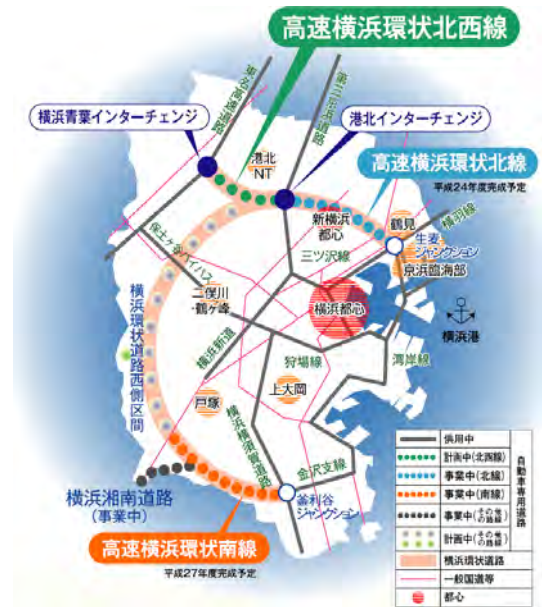 高速横浜環状北西線
東名高速道路
第三京浜道路
横浜青葉インターチェンジ
港北インターチェンジ
港北
NT
高速横浜環状北線
平成24年度完成予定
新横浜
都心
鶴見
横羽線
生麦
ジャンクション
京浜臨海部
保土ヶ谷バイパス
三ツ沢線
二俣川
・鶴ヶ峰
横浜都心
横浜港
横浜環状道路西側区間
横浜新道
狩場線
湾岸線
戸塚
上大岡
横浜横須賀道路
金沢支線
横浜湘南道路
(事業中)
釜利谷
ジャンクション
高速横浜環状南線
平成27年度完成予定
供用中
計画中(北西線)
事業中(北線)
事業中(南線)
事業中(その他の路線)
計画中(その他の路線)
自動車専用道路
横浜環状道路
一般国道等
都心